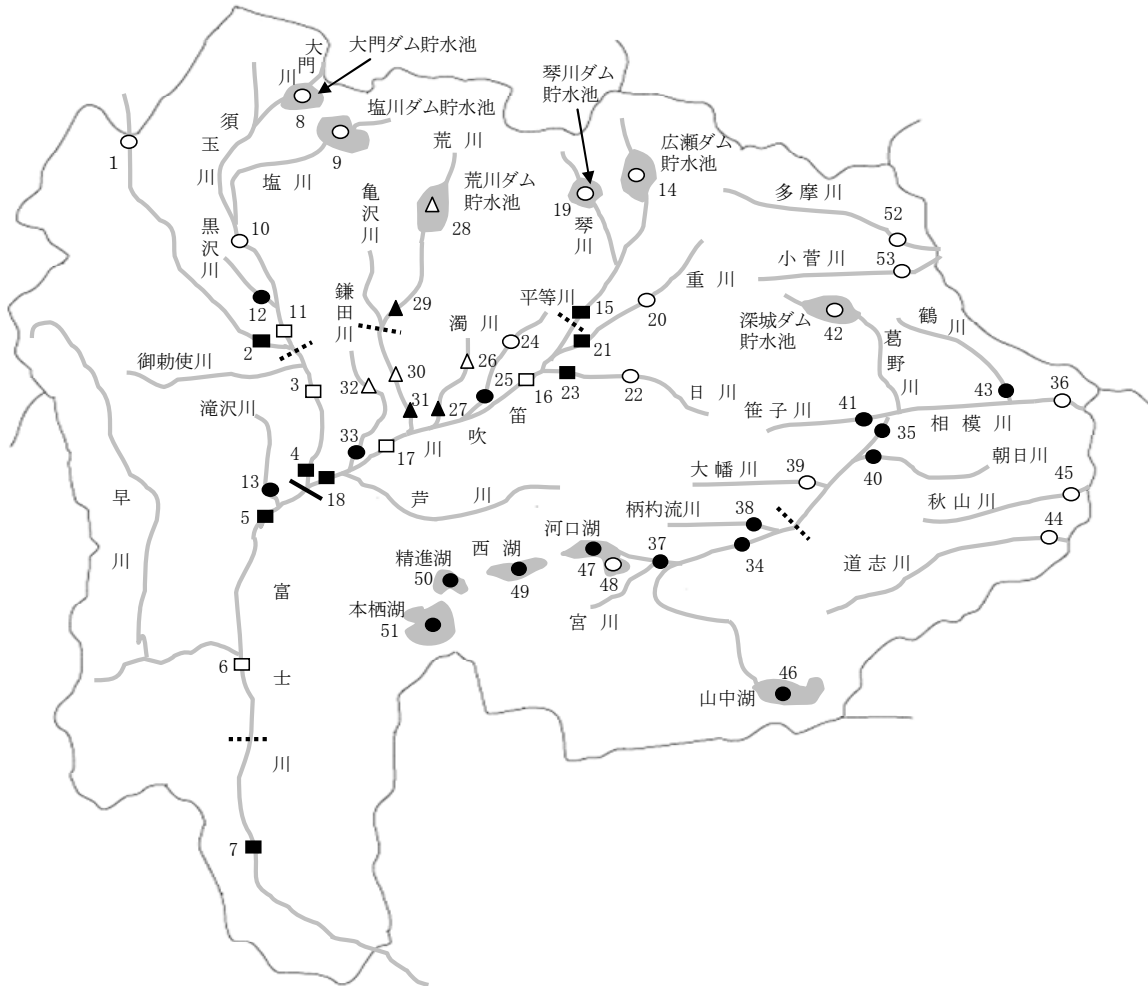 大門川
大門ダム貯水池
8
塩川ダム貯水池
9
須玉川
塩川
1
黒沢川
10
12
11
2
御勅使川
3
滝沢川
4
13
5
18
早川
富士川
6
7
荒川
荒川ダム
貯水池
28
亀沢川
29
鎌田川
30
32
31
33
濁川
24
26
25
27
17
笛吹川
16
芦川
琴川ダム
貯水池
19
琴川
広瀬ダム
貯水池
14
平等川
15
重川
20
21
23
22
日川
多摩川
52
小菅川
53
深城ダム
貯水池
42
葛野川
鶴川
43
36
笹子川
41
35
相模川
大幡川
39
40
朝日川
45
秋山川
44
道志川
柄杓流川
38
34
37
河口湖
47
48
西湖
49
精進湖
50
本栖湖
51
宮川
46
山中湖